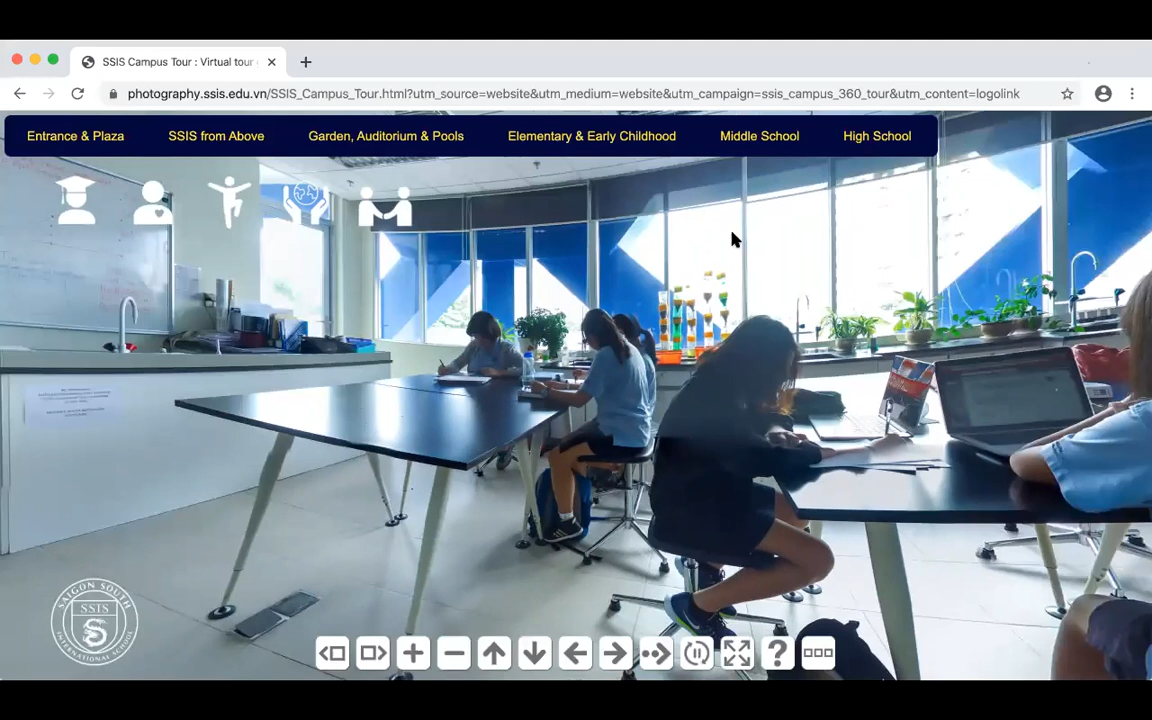 SSIS Campus Tour : Virtual tour
photography.ssis.edu.vn/SSIS_Campus_Tour.html?utm_source=website&utm_medium=website&utm_campaign=ssis_campus_360_tour&utm_content=logolink
Entrance & Plaza SSIS from Above Garden, Auditorium & Pools Elementary & Early Childhood Middle School High School
SAIGON SOUTH
SSIS
INTERNATIONAL SCHOOL